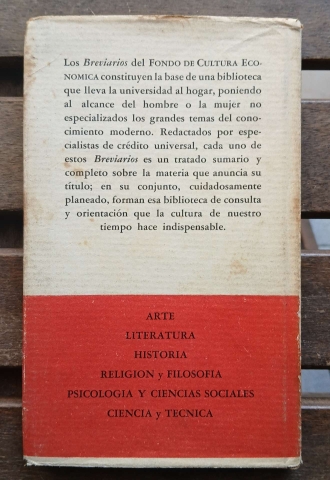 Los Breviarios del FONDO DE CULTURA ECO-
NOMICA constituyen la base de una biblioteca
que lleva la universidad al hogar, poniendo
al alcance del hombre o la mujer no
especializados los grandes temas del cono-
cimiento moderno. Redactados por espe-
cialistas de crédito universal, cada uno de
estos Breviarios es un tratado sumario y
completo sobre la materia que anuncia su
título; en su conjunto, cuidadosamente
planeado, forman esa biblioteca de consulta
y orientación que la cultura de nuestro
tiempo hace indispensable.
ARTE
LITERATURA
HISTORIA
RELIGION y FILOSOFIA
PSICOLOGIA Y CIENCIAS SOCIALES
CIENCIA y TECNICA